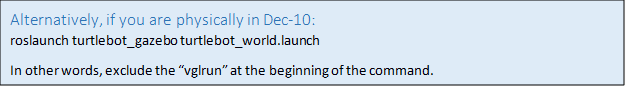 Alternatively, if you are physically in Dec-10:
roslaunch turtlebot_gazebo turtlebot_world.launch
In other words, exclude the “vglrun” at the beginning of the command.